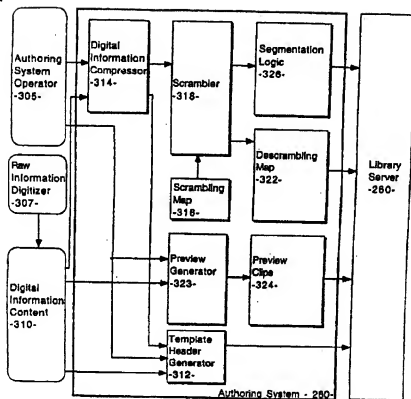 Authoring
System
Operator
-305-
Raw
Information
Digitizer
-307-
Digital
Information
Content
-310-
Digital
Information
Compressor
-314-
Scrambler
-318-
Scrambling
Map
-316-
Segmentation
Logic
-326-
Descrambling
Map
-322-
Preview
Generator
-323-
Preview
Clips
-324-
Template
Header
Generator
-312-
Authoring System - 260-
Library
Server
-260-